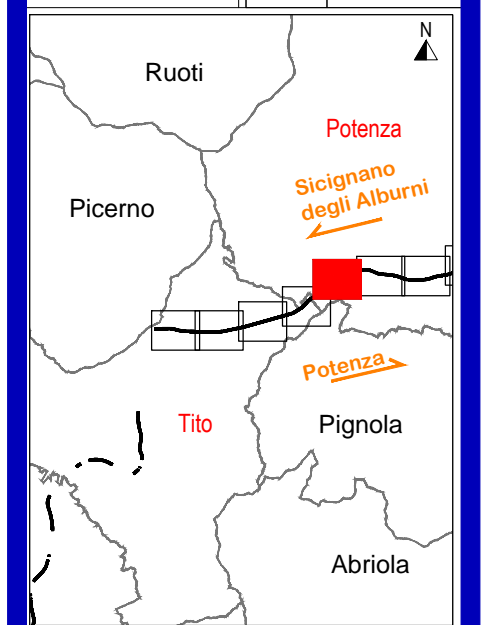 N
Ruoti
Potenza
Sicignano
degli Alburni
Picerno
Potenza
Tito
Pignola
Abriola